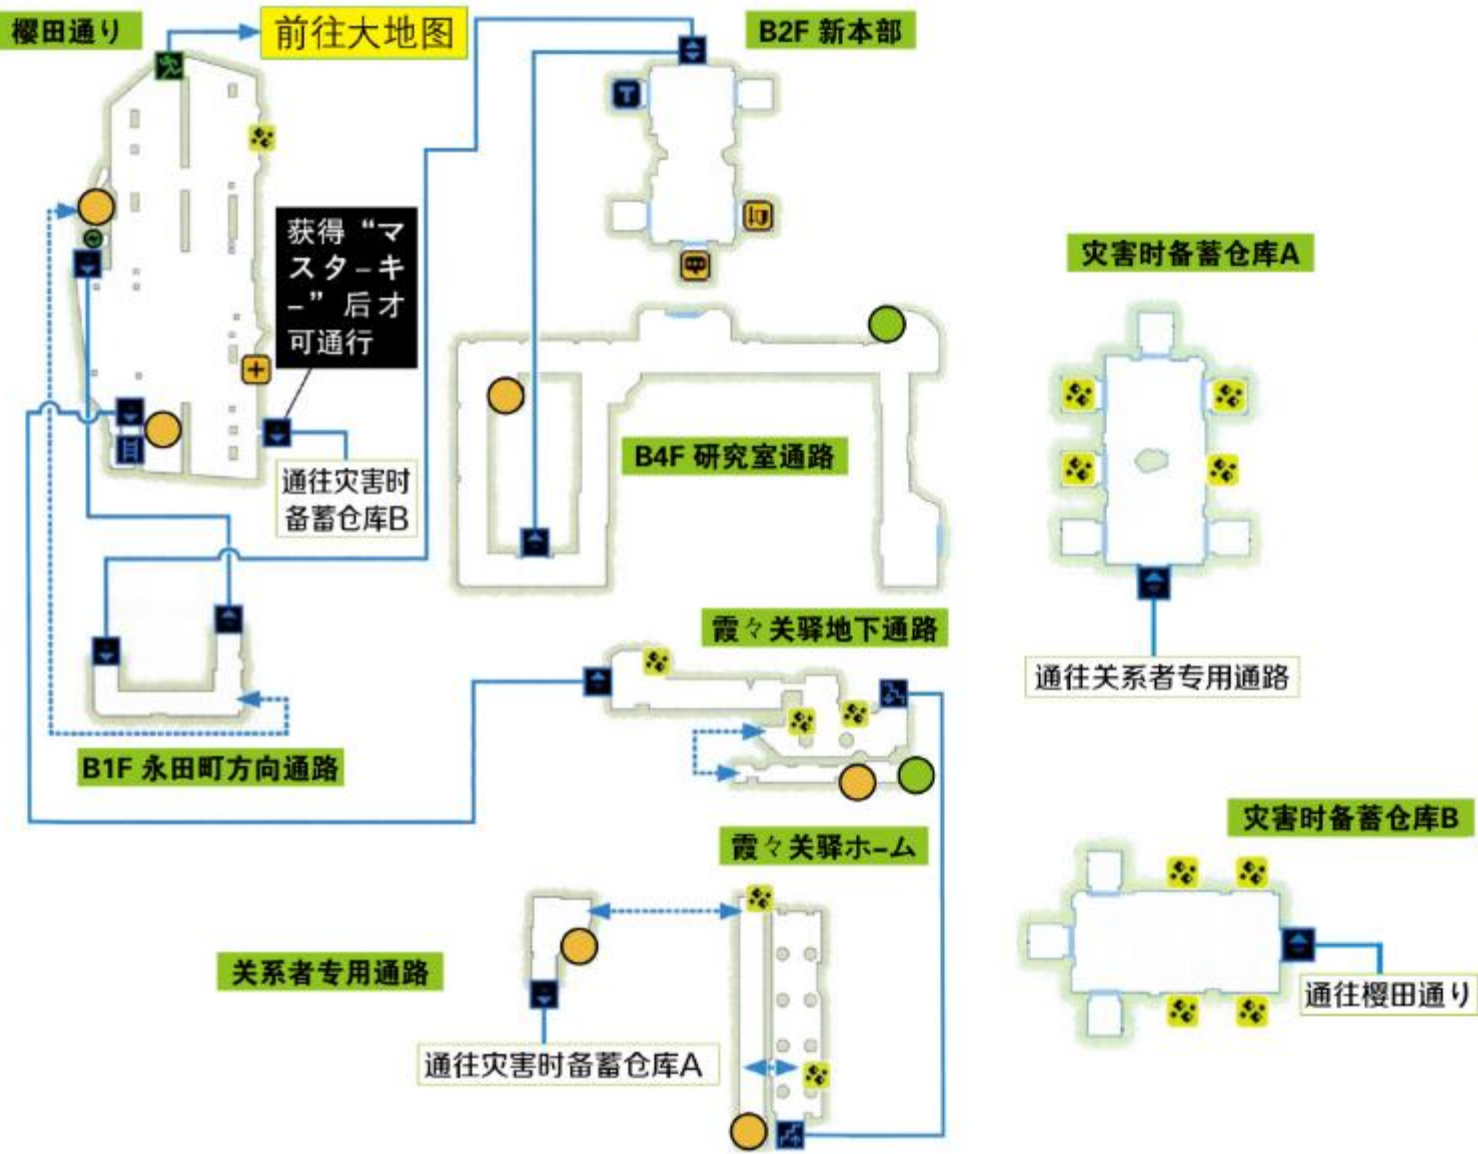 樱田通り
前往大地图
B2F 新本部
获得“マ
スタ–キ
–”后才
可通行
灾害时备蓄仓库A
B4F 研究室通路
通往灾害时
备蓄仓库B
霞々关驿地下通路
通往关系者专用通路
B1F 永田町方向通路
灾害时备蓄仓库B
霞々关驿ホ–ム
关系者专用通路
通往樱田通り
通往灾害时备蓄仓库A